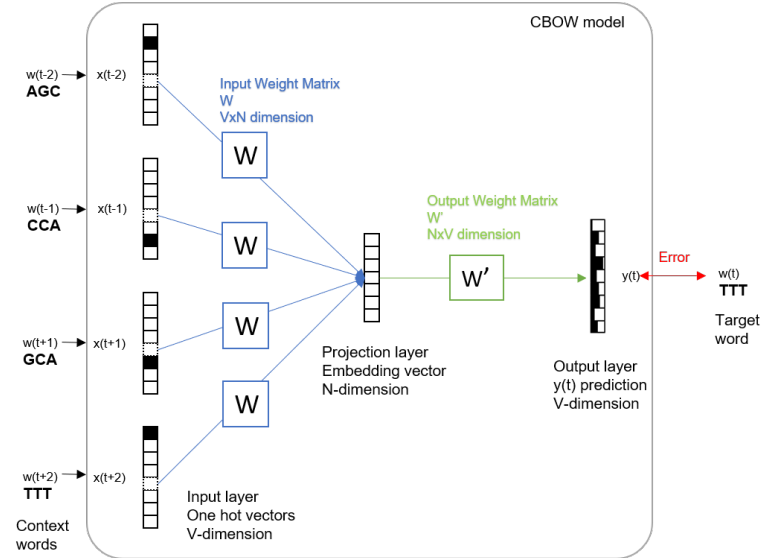 CBOW model
w(t-2)
AGC
x(t-2)
Input Weight Matrix
W
VxN dimension
W
w(t-1)
CCA
x(t-1)
W
Output Weight Matrix
W'
NxV dimension
W'
y(t)
Error
w(t)
TTT
Target
word
w(t+1)
GCA
x(t+1)
W
Projection layer
Embedding vector
N-dimension
Output layer
y(t) prediction
V-dimension
W
w(t+2)
TTT
x(t+2)
Context
words
Input layer
One hot vectors
V-dimension